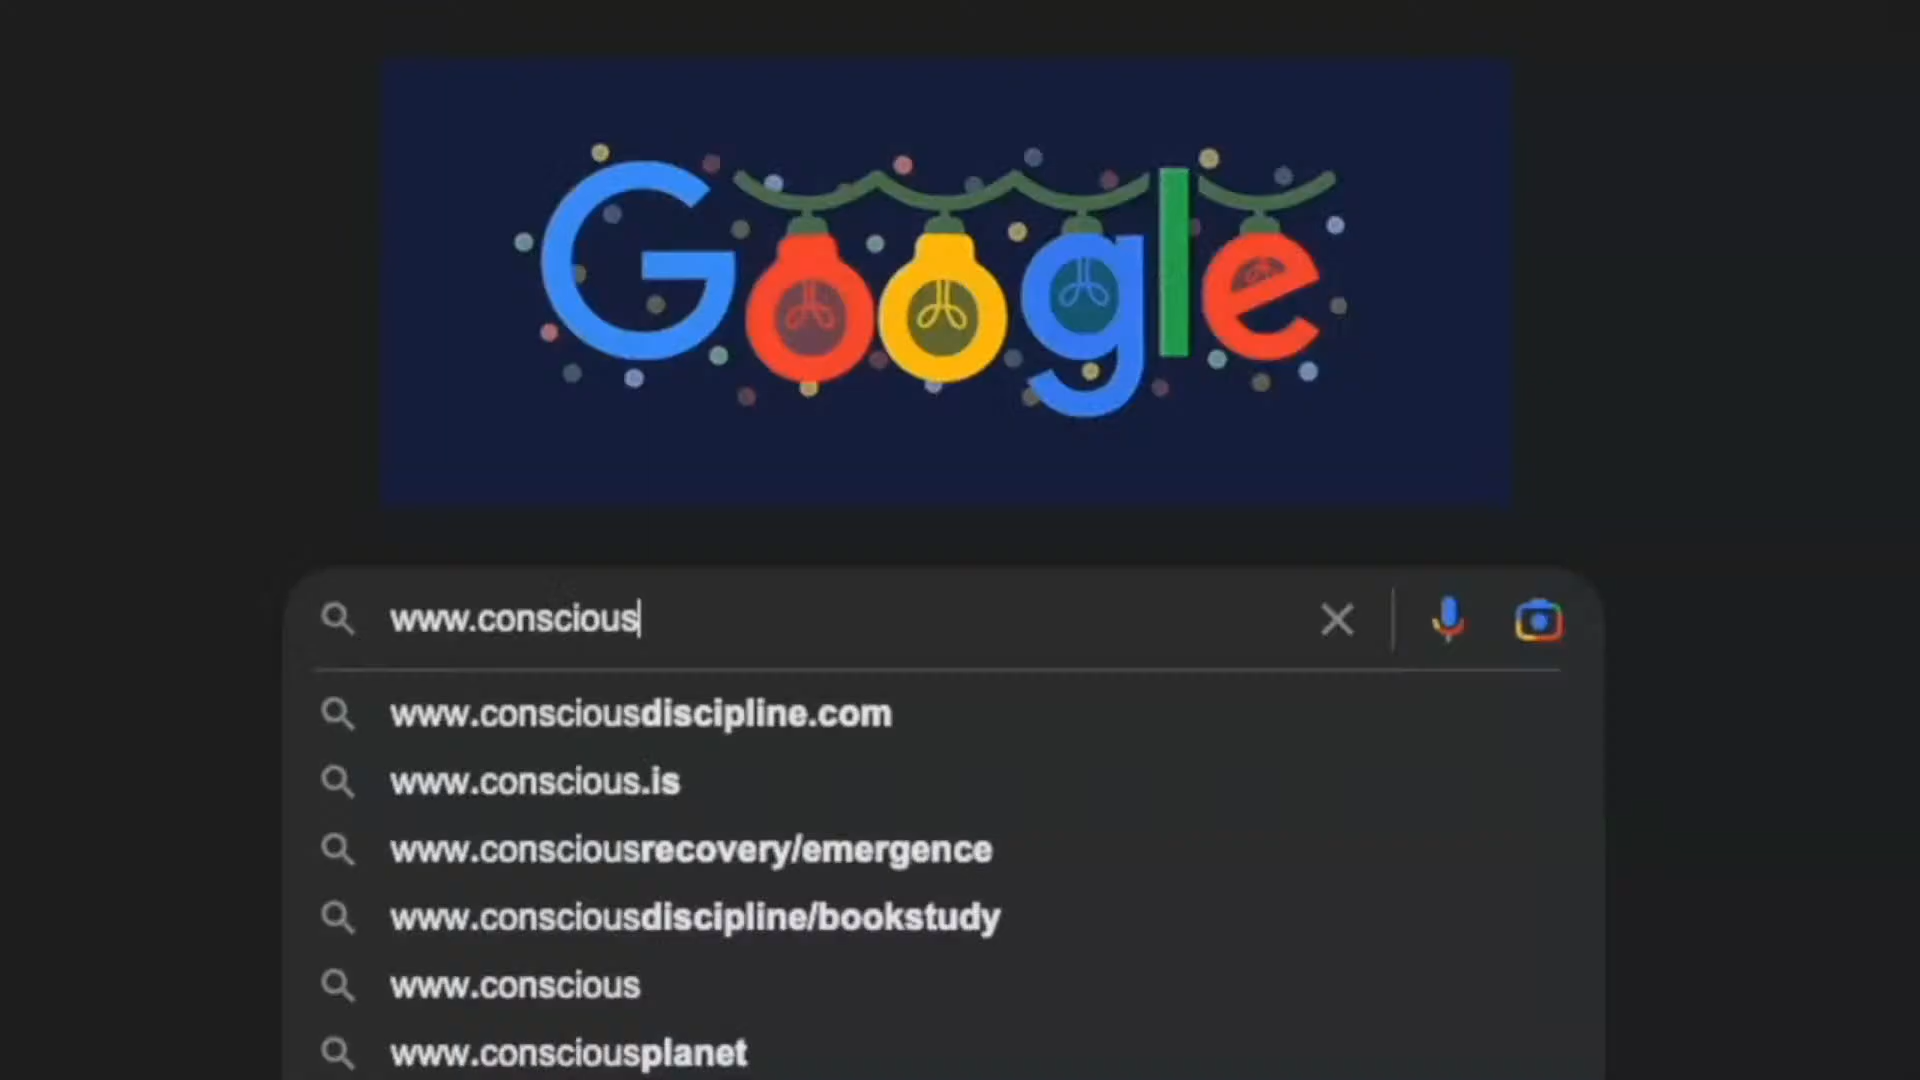 Google
www.conscious
www.consciousdiscipline.com
www.conscious.is
www.consciousrecovery/emergence
www.consciousdiscipline/bookstudy
www.conscious
www.consciousplanet